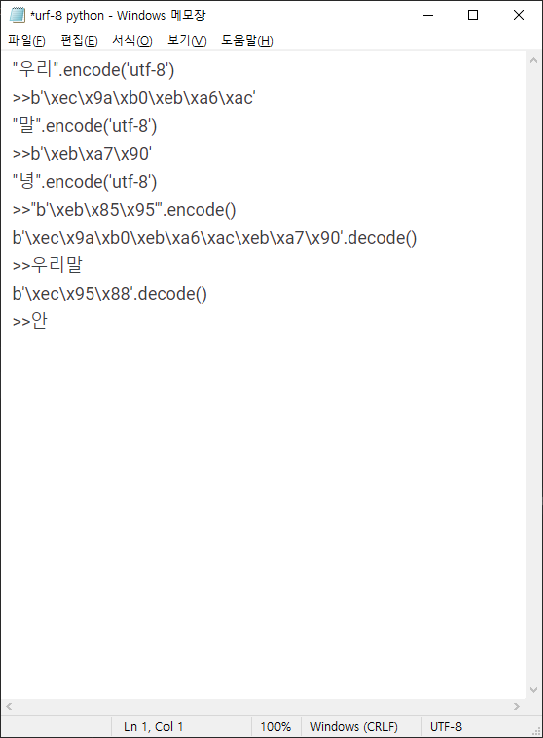 *urf-8 python - Windows 메모장
파일(F) 편집(E) 서식(O) 보기(V) 도움말(H)
"우리".encode('utf-8')
>>b'\xec\x9a\xb0\xeb\xa6\xac'
"말".encode('utf-8')
>>b'\xeb\xa7\x90'
"녕".encode('utf-8')
>>"b'\xeb\x85\x95'".encode()
b'\xec\x9a\xb0\xeb\xa6\xac\xeb\xa7\x90'.decode()
>>우리말
b'\xec\x95\x88'.decode()
>>안
Ln 1, Col 1 100% Windows (CRLF) UTF-8